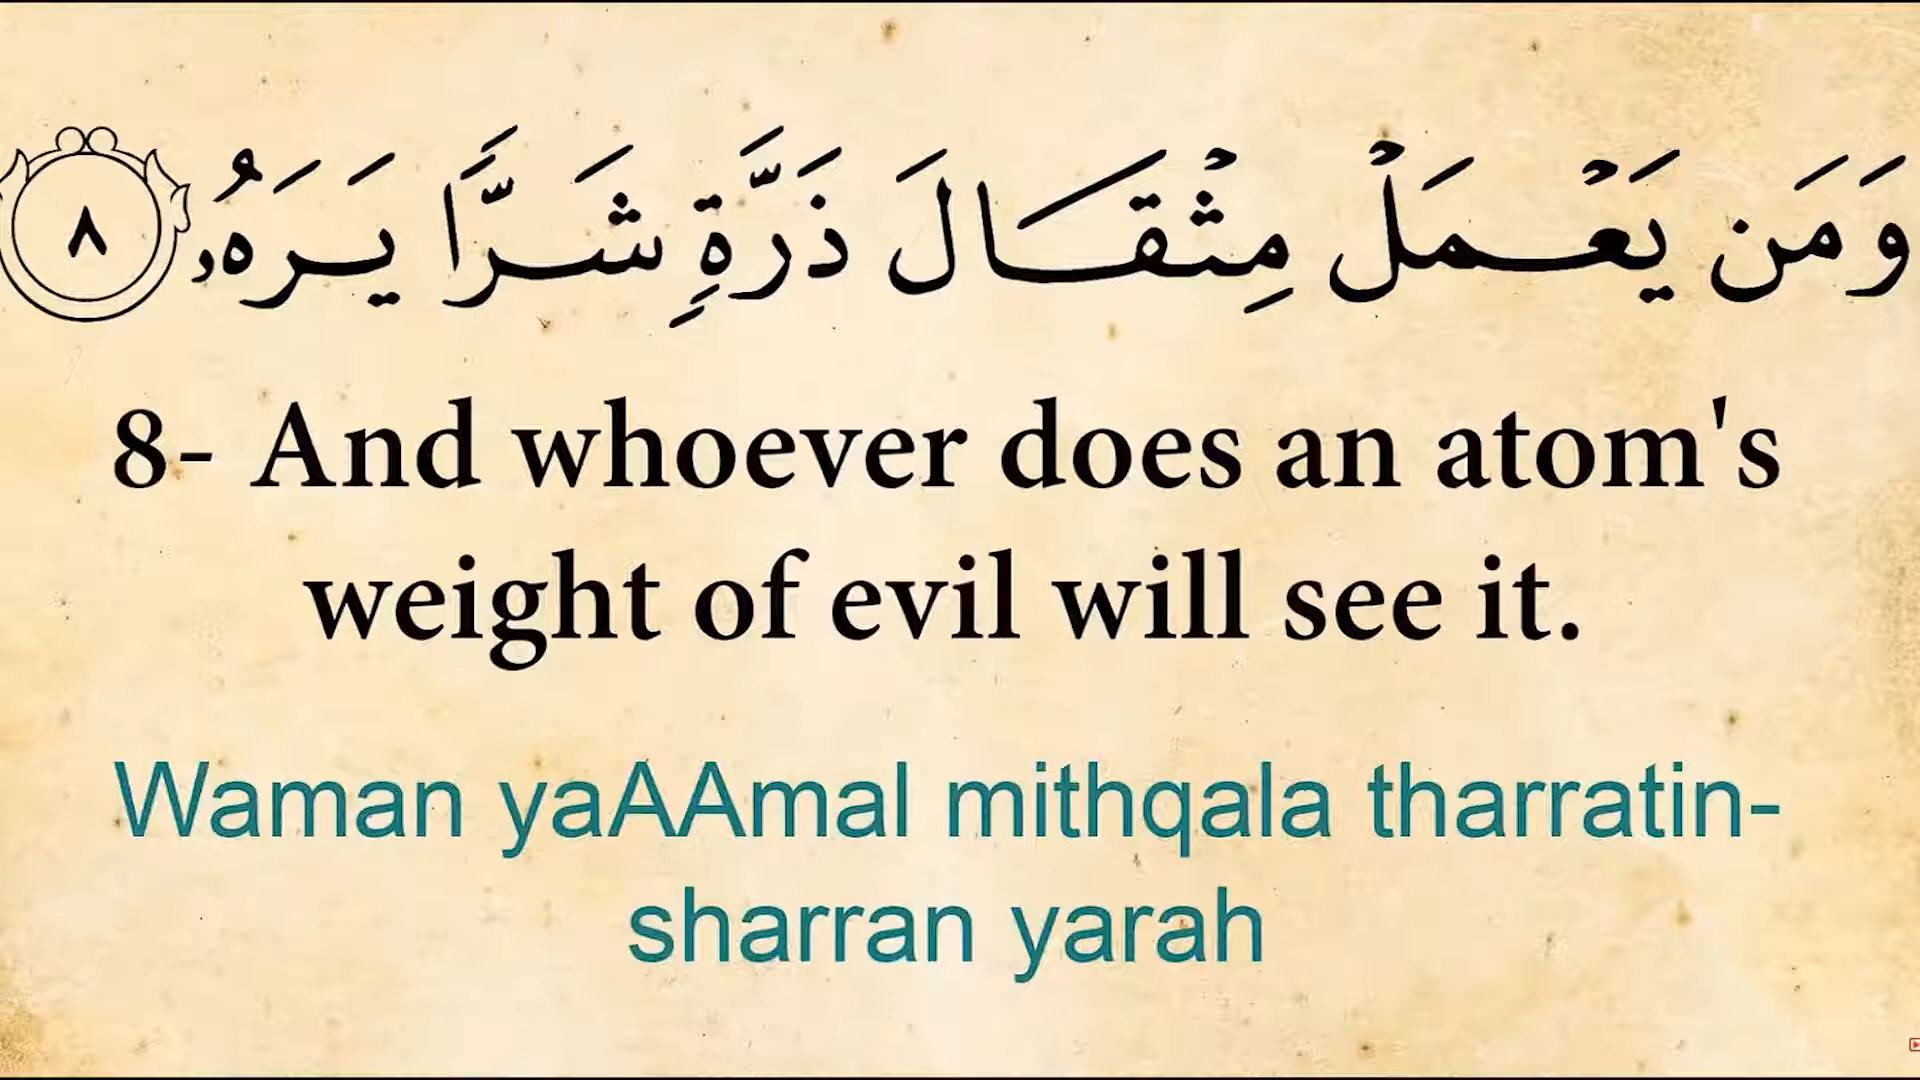 وَمَن يَعْمَلْ مِثْقَالَ ذَرَّةٍ شَرًّا يَرَهُۥ ٨
8- And whoever does an atom's
weight of evil will see it.
Waman yaAAmal mithqala tharratin-
sharran yarah